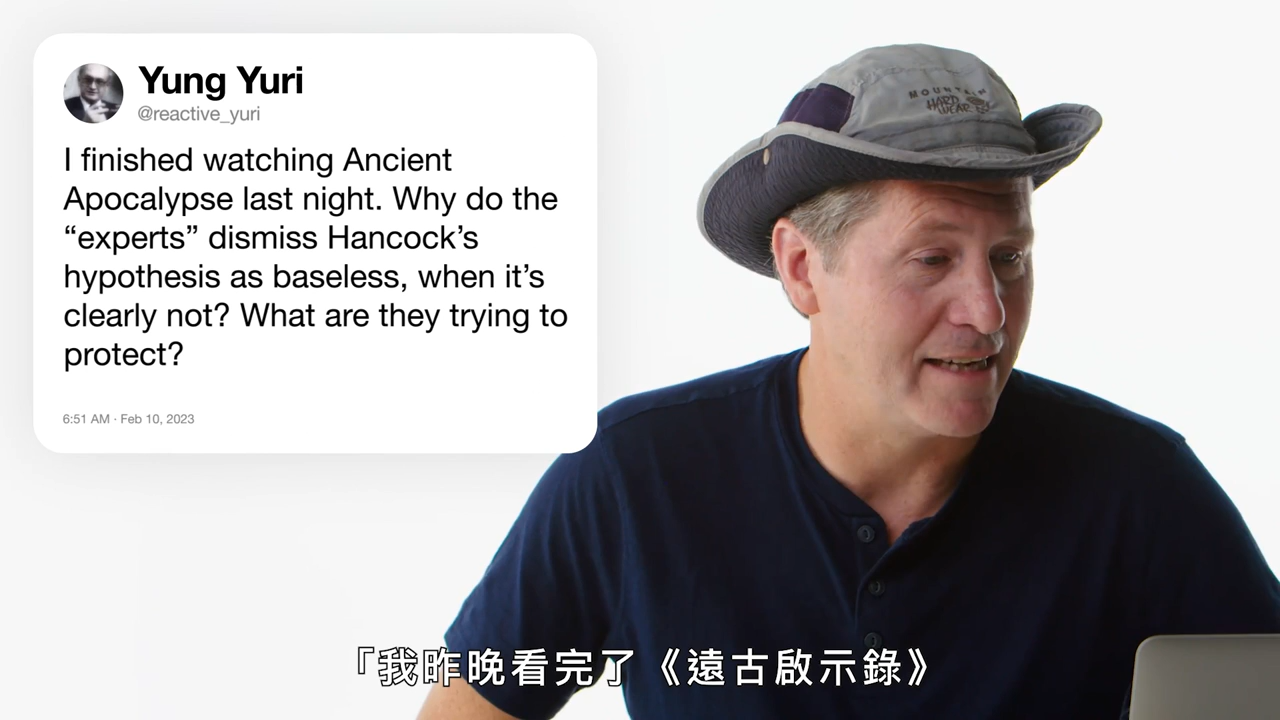 Yung Yuri
@reactive_yuri
I finished watching Ancient
Apocalypse last night. Why do the
“experts” dismiss Hancock’s
hypothesis as baseless, when it’s
clearly not? What are they trying to
protect?
6:51 AM · Feb 10, 2023
MOUNTAIN
HARD
WEAR
「我昨晚看完了《遠古啟示錄》